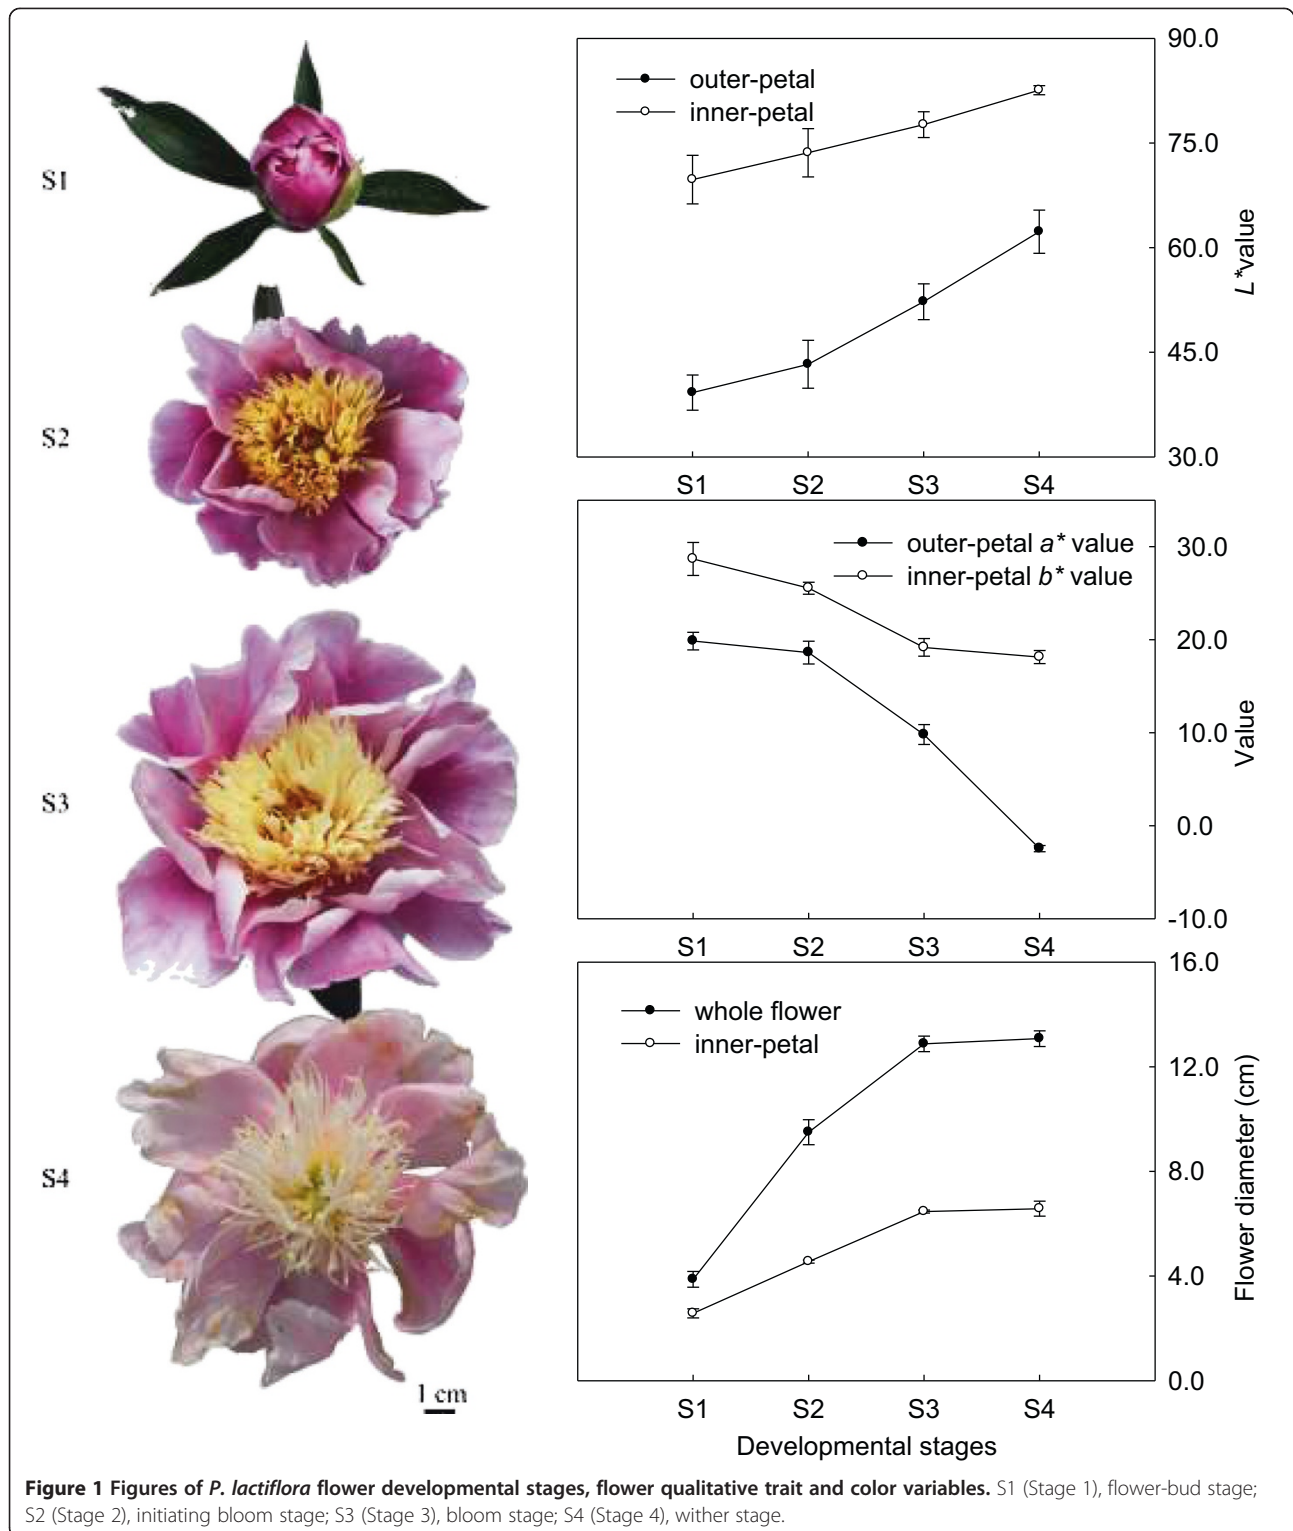 S1
S2
S3
S4
1 cm
outer-petal
inner-petal
90.0
75.0
60.0
45.0
30.0
L* value
S1 S2 S3 S4
outer-petal a* value
inner-petal b* value
30.0
20.0
10.0
0.0
-10.0
Value
S1 S2 S3 S4
whole flower
inner-petal
16.0
12.0
8.0
4.0
0.0
Flower diameter (cm)
S1 S2 S3 S4
Developmental stages
Figure 1 Figures of P. lactiflora flower developmental stages, flower qualitative trait and color variables. S1 (Stage 1), flower-bud stage;
S2 (Stage 2), initiating bloom stage; S3 (Stage 3), bloom stage; S4 (Stage 4), wither stage.